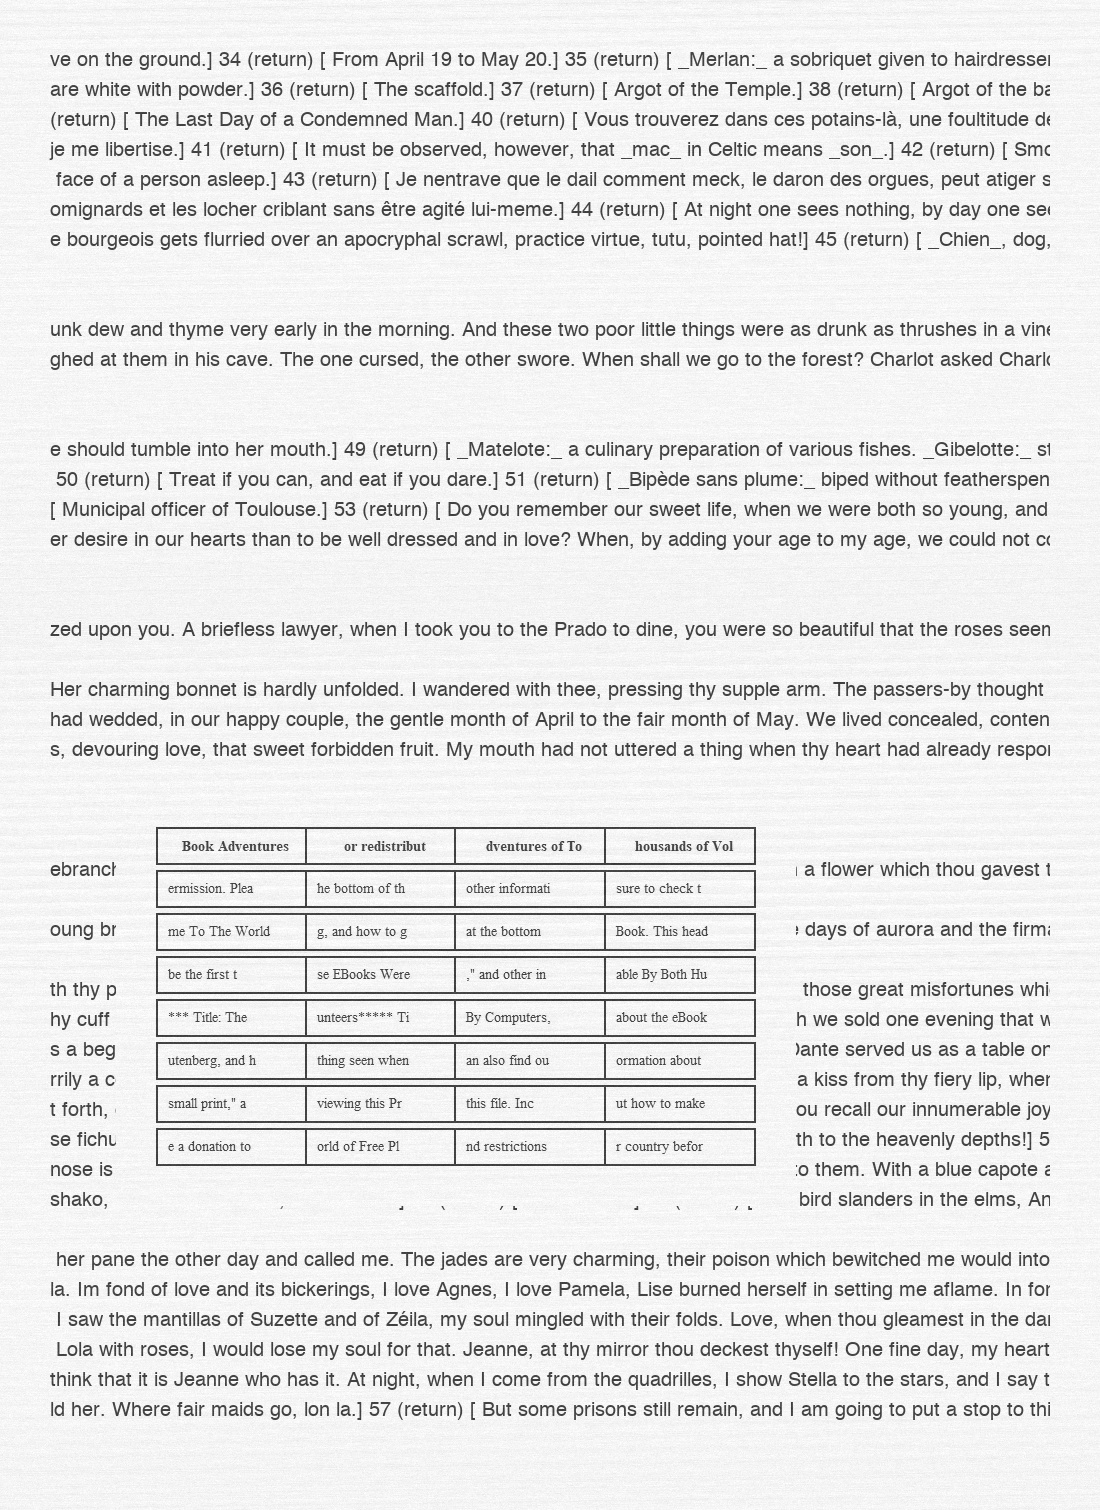 ve on the ground.] 34 (return) [ From April 19 to May 20.] 35 (return) [ _Merlan:_ a sobriquet given to hairdresser
are white with powder.] 36 (return) [ The scaffold.] 37 (return) [ Argot of the Temple.] 38 (return) [ Argot of the ba
(return) [ The Last Day of a Condemned Man.] 40 (return) [ Vous trouverez dans ces potains-là, une foultitude de
je me libertise.] 41 (return) [ It must be observed, however, that _mac_ in Celtic means _son_.] 42 (return) [ Smo
face of a person asleep.] 43 (return) [ Je nentrave que le dail comment meck, le daron des orgues, peut atiger s
omignards et les locher criblant sans être agité lui-meme.] 44 (return) [ At night one sees nothing, by day one see
e bourgeois gets flurried over an apocryphal scrawl, practice virtue, tutu, pointed hat!] 45 (return) [ _Chien_, dog,
unk dew and thyme very early in the morning. And these two poor little things were as drunk as thrushes in a vine
ghed at them in his cave. The one cursed, the other swore. When shall we go to the forest? Charlot asked Charlo
e should tumble into her mouth.] 49 (return) [ _Matelote:_ a culinary preparation of various fishes. _Gibelotte:_ st
50 (return) [ Treat if you can, and eat if you dare.] 51 (return) [ _Bipède sans plume:_ biped without featherspen
[ Municipal officer of Toulouse.] 53 (return) [ Do you remember our sweet life, when we were both so young, and
er desire in our hearts than to be well dressed and in love? When, by adding your age to my age, we could not co
zed upon you. A briefless lawyer, when I took you to the Prado to dine, you were so beautiful that the roses seem
Her charming bonnet is hardly unfolded. I wandered with thee, pressing thy supple arm. The passers-by thought
had wedded, in our happy couple, the gentle month of April to the fair month of May. We lived concealed, conten
s, devouring love, that sweet forbidden fruit. My mouth had not uttered a thing when thy heart had already respon
Book Adventures or redistribut dventures of To housands of Vol
ermission. Plea he bottom of th other informati sure to check t
me To The World g, and how to g at the bottom Book. This head
be the first t se EBooks Were ," and other in able By Both Hu
*** Title: The unteers***** Ti By Computers, about the eBook
utenberg, and h thing seen when an also find ou ormation about
small print," a viewing this Pr this file. Inc ut how to make
e a donation to orld of Free Pl nd restrictions r country befor
ebranch a flower which thou gavest t
oung br days of aurora and the firma
th thy p those great misfortunes whic
hy cuff h we sold one evening that w
s a beg Dante served us as a table on
rrily a c a kiss from thy fiery lip, when
t forth, ou recall our innumerable joy
se fichu th to the heavenly depths!] 5
nose is to them. With a blue capote a
shako, bird slanders in the elms, An
her pane the other day and called me. The jades are very charming, their poison which bewitched me would into
la. Im fond of love and its bickerings, I love Agnes, I love Pamela, Lise burned herself in setting me aflame. In for
I saw the mantillas of Suzette and of Zéila, my soul mingled with their folds. Love, when thou gleamest in the dar
Lola with roses, I would lose my soul for that. Jeanne, at thy mirror thou deckest thyself! One fine day, my heart
think that it is Jeanne who has it. At night, when I come from the quadrilles, I show Stella to the stars, and I say t
ld her. Where fair maids go, lon la.] 57 (return) [ But some prisons still remain, and I am going to put a stop to thi